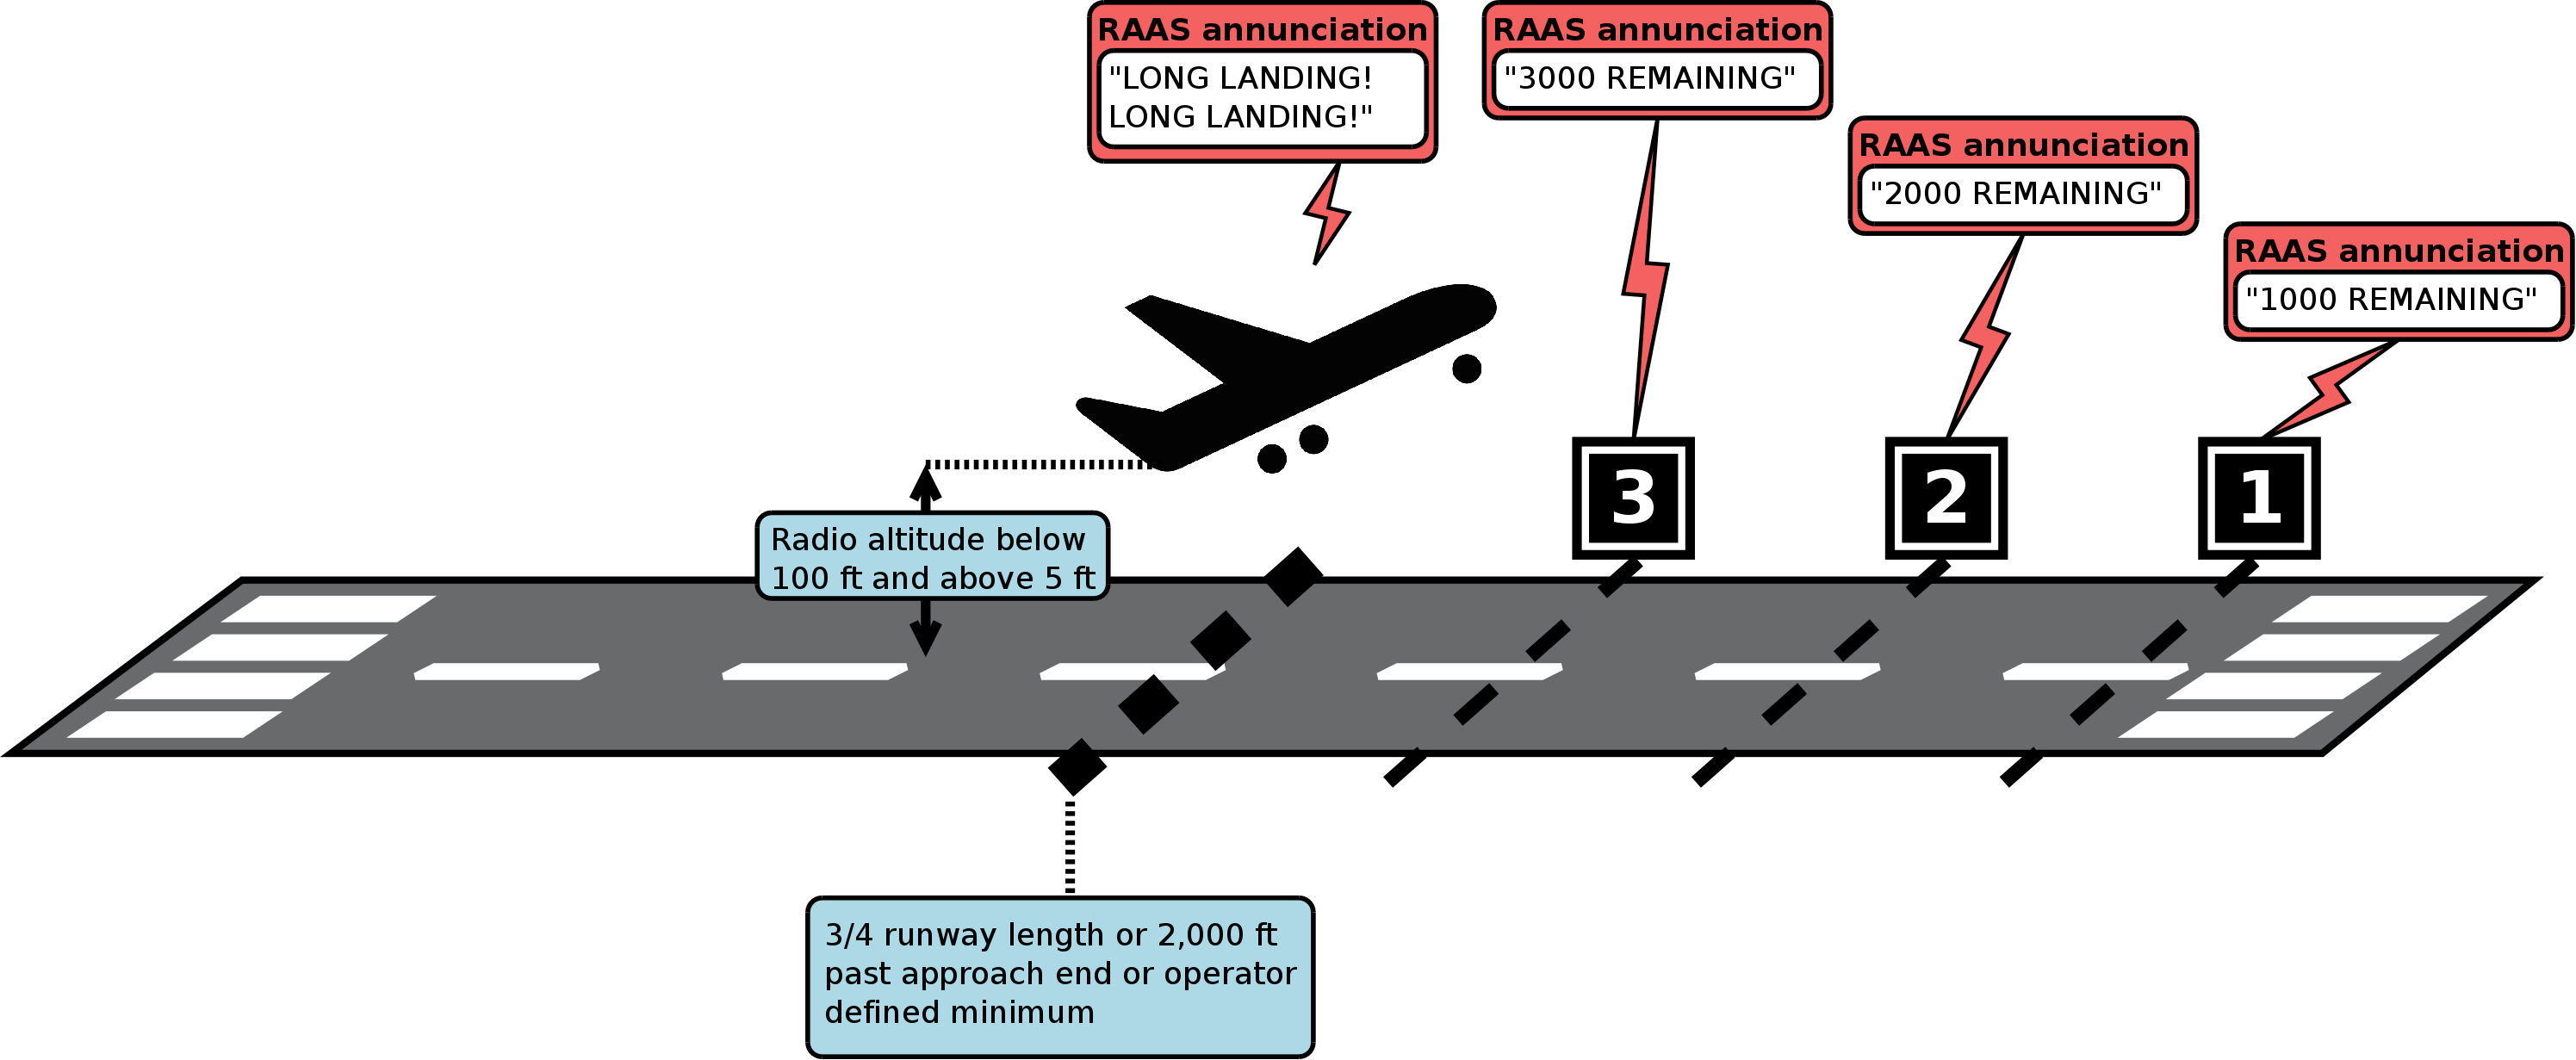 RAAS annunciation
"LONG LANDING!
LONG LANDING!"
RAAS annunciation
"3000 REMAINING"
RAAS annunciation
"2000 REMAINING"
RAAS annunciation
"1000 REMAINING"
3
2
1
Radio altitude below
100 ft and above 5 ft
3/4 runway length or 2,000 ft
past approach end or operator
defined minimum